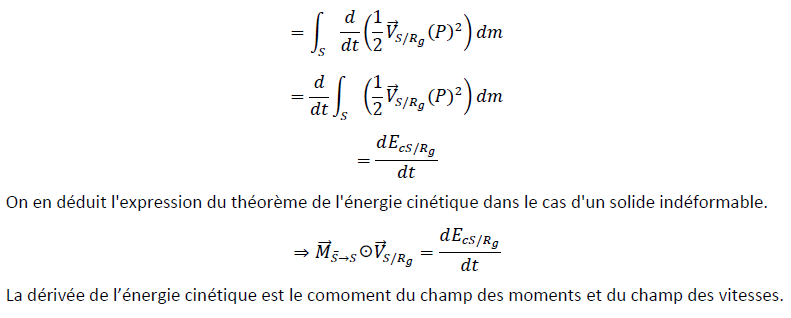 = ∫_S d/dt (1/2 V⃗_{S/R_g}(P)²) dm
= d/dt ∫_S (1/2 V⃗_{S/R_g}(P)²) dm
= dE_{cS/R_g}/dt
On en déduit l'expression du théorème de l'énergie cinétique dans le cas d'un solide indéformable.
⇒ M⃗_{S̄→S} ⊙ V⃗_{S/R_g} = dE_{cS/R_g}/dt
La dérivée de l’énergie cinétique est le comoment du champ des moments et du champ des vitesses.